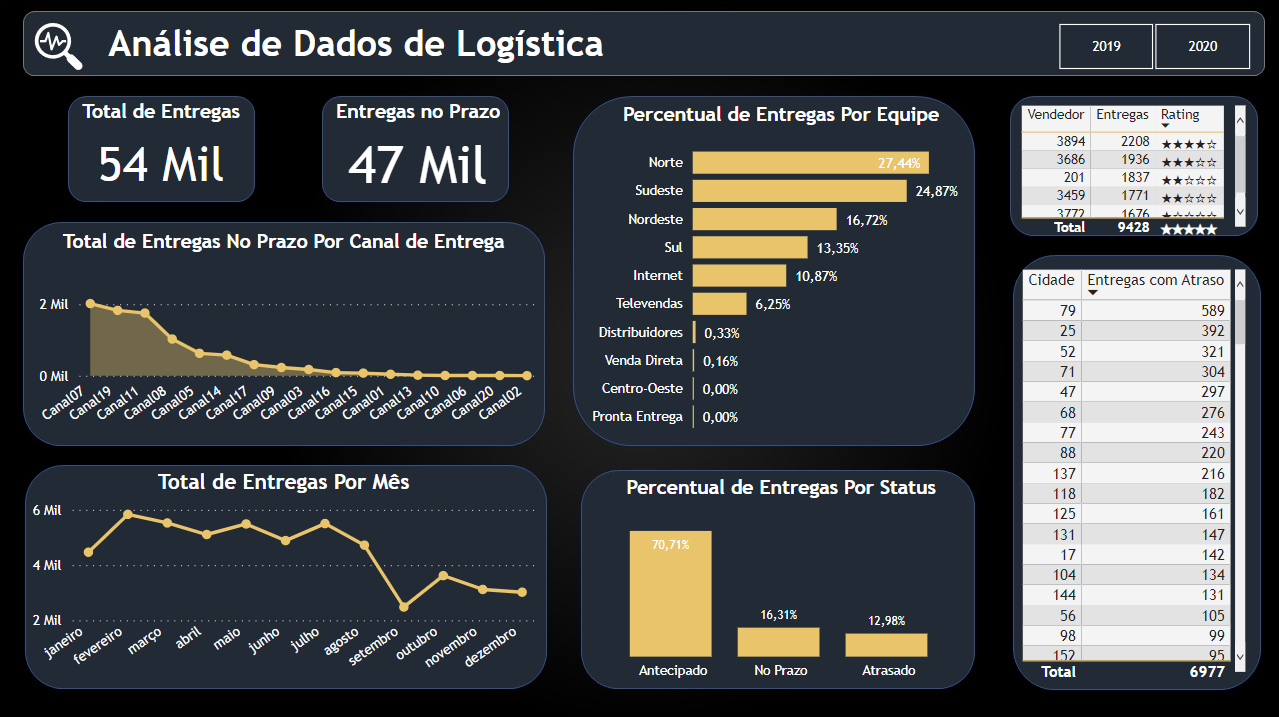 Análise de Dados de Logística
2019
2020
Total de Entregas
54 Mil
Entregas no Prazo
47 Mil
Total de Entregas No Prazo Por Canal de Entrega
2 Mil
0 Mil
Canal07
Canal19
Canal11
Canal08
Canal05
Canal14
Canal17
Canal09
Canal03
Canal16
Canal15
Canal01
Canal13
Canal10
Canal06
Canal20
Canal02
Total de Entregas Por Mês
6 Mil
4 Mil
2 Mil
janeiro
fevereiro
março
abril
maio
junho
julho
agosto
setembro
outubro
novembro
dezembro
Percentual de Entregas Por Equipe
Norte 27,44%
Sudeste 24,87%
Nordeste 16,72%
Sul 13,35%
Internet 10,87%
Televendas 6,25%
Distribuidores 0,33%
Venda Direta 0,16%
Centro-Oeste 0,00%
Pronta Entrega 0,00%
Percentual de Entregas Por Status
70,71%
16,31%
12,98%
Antecipado
No Prazo
Atrasado
Vendedor Entregas Rating
3894 2208 ★★★★☆
3686 1936 ★★★☆☆
201 1837 ★★☆☆☆
3459 1771 ★★☆☆☆
3772 1676 ★☆☆☆☆
Total 9428 ★★★★★
Cidade Entregas com Atraso
79 589
25 392
52 321
71 304
47 297
68 276
77 243
88 220
137 216
118 182
125 161
131 147
17 142
104 134
144 131
56 105
98 99
152 95
Total 6977